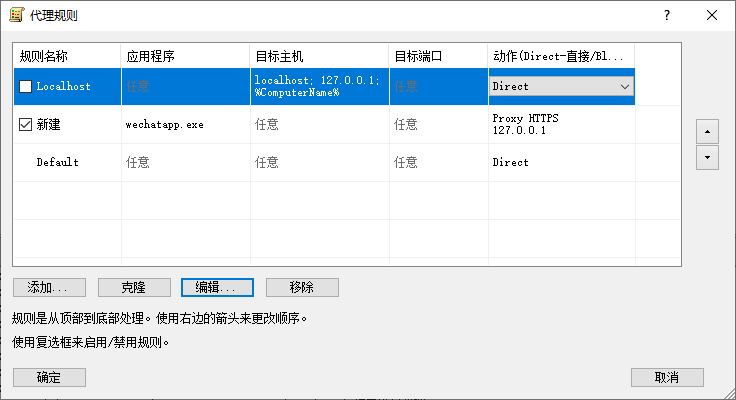 代理规则
规则名称 应用程序 目标主机 目标端口 动作(Direct-直接/Bl...
Localhost 任意 localhost; 127.0.0.1; 任意 Direct
%ComputerName%
新建 wechatapp.exe 任意 任意 Proxy HTTPS
127.0.0.1
Default 任意 任意 任意 Direct
添加... 克隆 编辑... 移除
规则是从顶部到底部处理。使用右边的箭头来更改顺序。
使用复选框来启用/禁用规则。
确定 取消